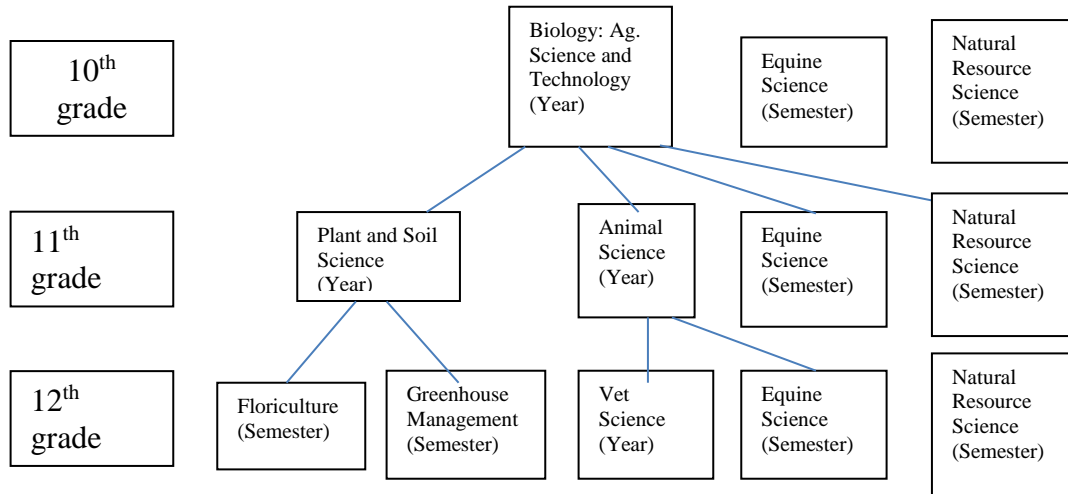 10th
grade
Biology: Ag.
Science and
Technology
(Year)
Equine
Science
(Semester)
Natural
Resource
Science
(Semester)
11th
grade
Plant and Soil
Science
(Year)
Animal
Science
(Year)
Equine
Science
(Semester)
Natural
Resource
Science
(Semester)
12th
grade
Floriculture
(Semester)
Greenhouse
Management
(Semester)
Vet
Science
(Year)
Equine
Science
(Semester)
Natural
Resource
Science
(Semester)